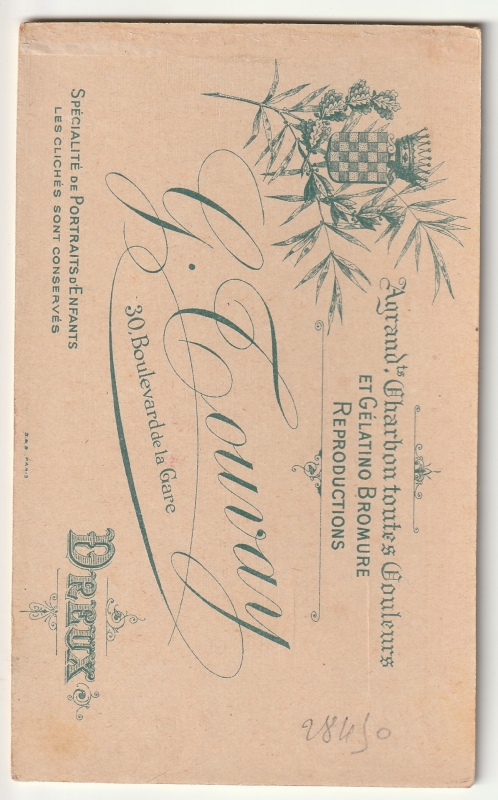 Agrand.ts Charbon toutes Couleurs
ET GÉLATINO BROMURE
REPRODUCTIONS
G. Touvay
30, Boulevard de la Gare
DREUX
SPÉCIALITÉ DE PORTRAITS D'ENFANTS
LES CLICHÉS SONT CONSERVÉS
28450